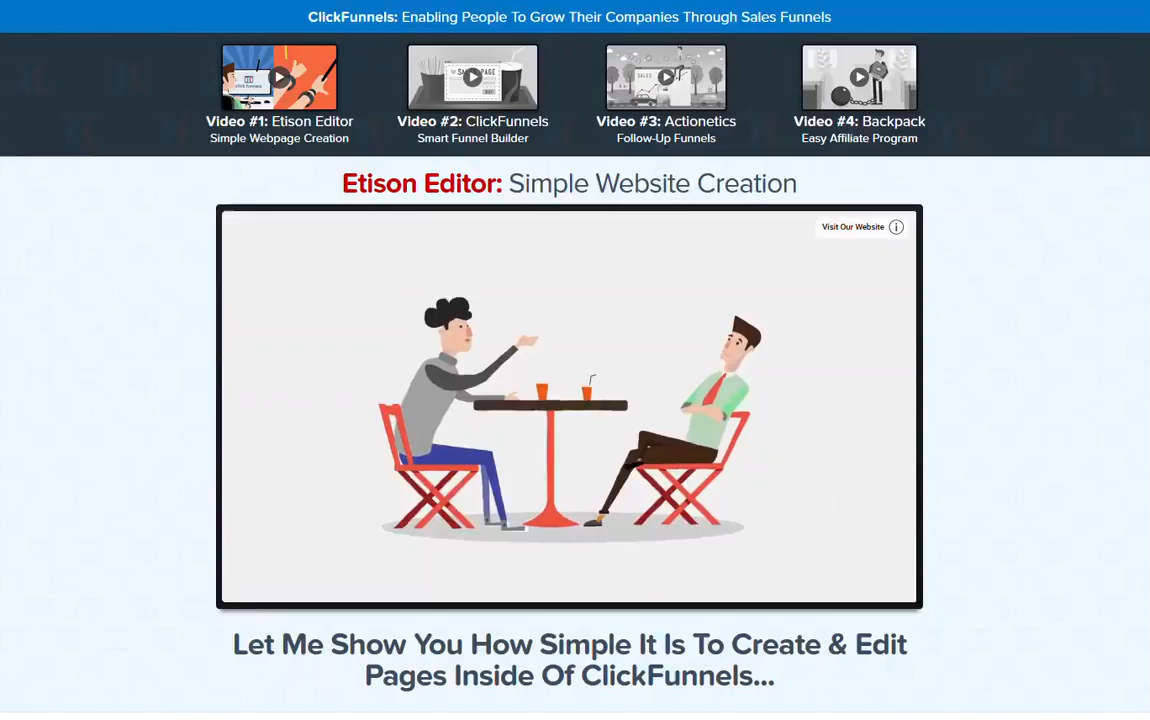 ClickFunnels: Enabling People To Grow Their Companies Through Sales Funnels
Video #1: Etison Editor
Simple Webpage Creation
SALES PAGE
Video #2: ClickFunnels
Smart Funnel Builder
SALES
Video #3: Actionetics
Follow-Up Funnels
Video #4: Backpack
Easy Affiliate Program
Etison Editor: Simple Website Creation
Visit Our Website
Let Me Show You How Simple It Is To Create & Edit
Pages Inside Of ClickFunnels...